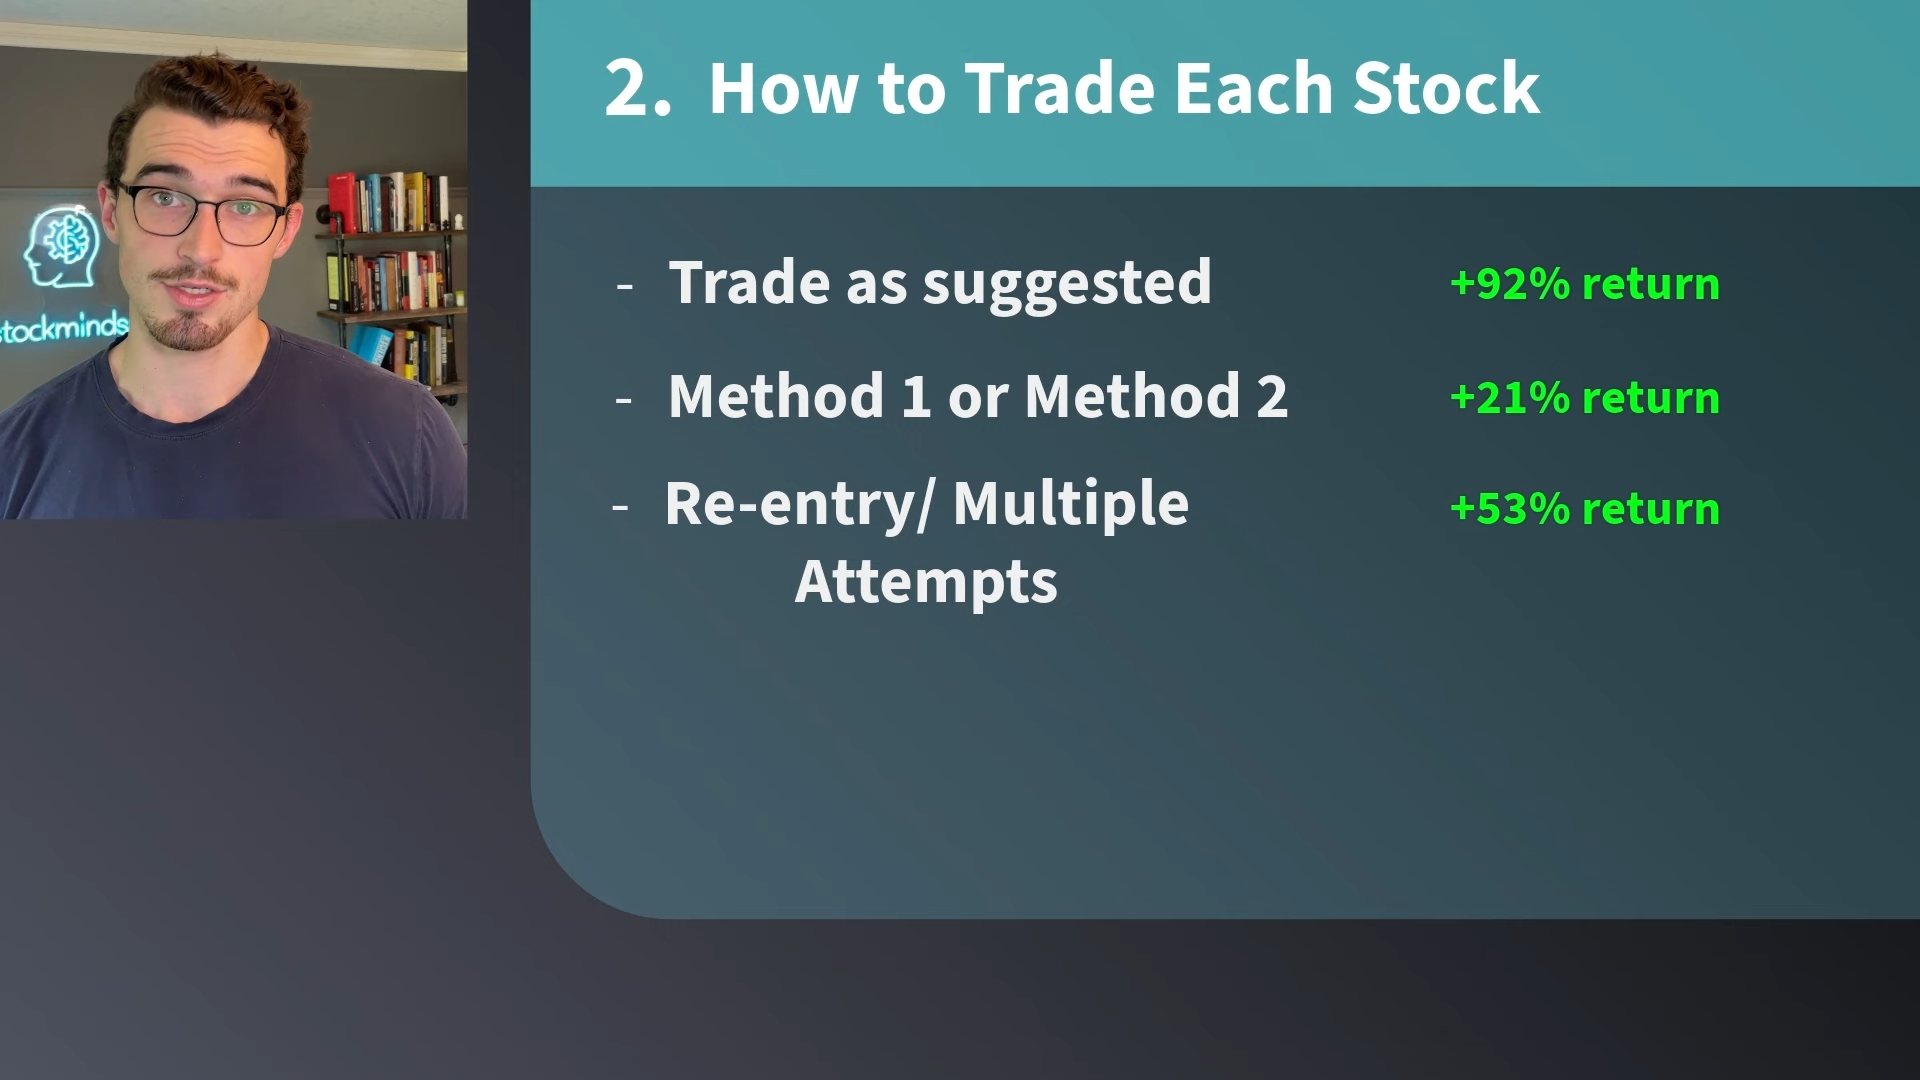 2. How to Trade Each Stock
- Trade as suggested +92% return
- Method 1 or Method 2 +21% return
- Re-entry/ Multiple +53% return
Attempts
stockminds